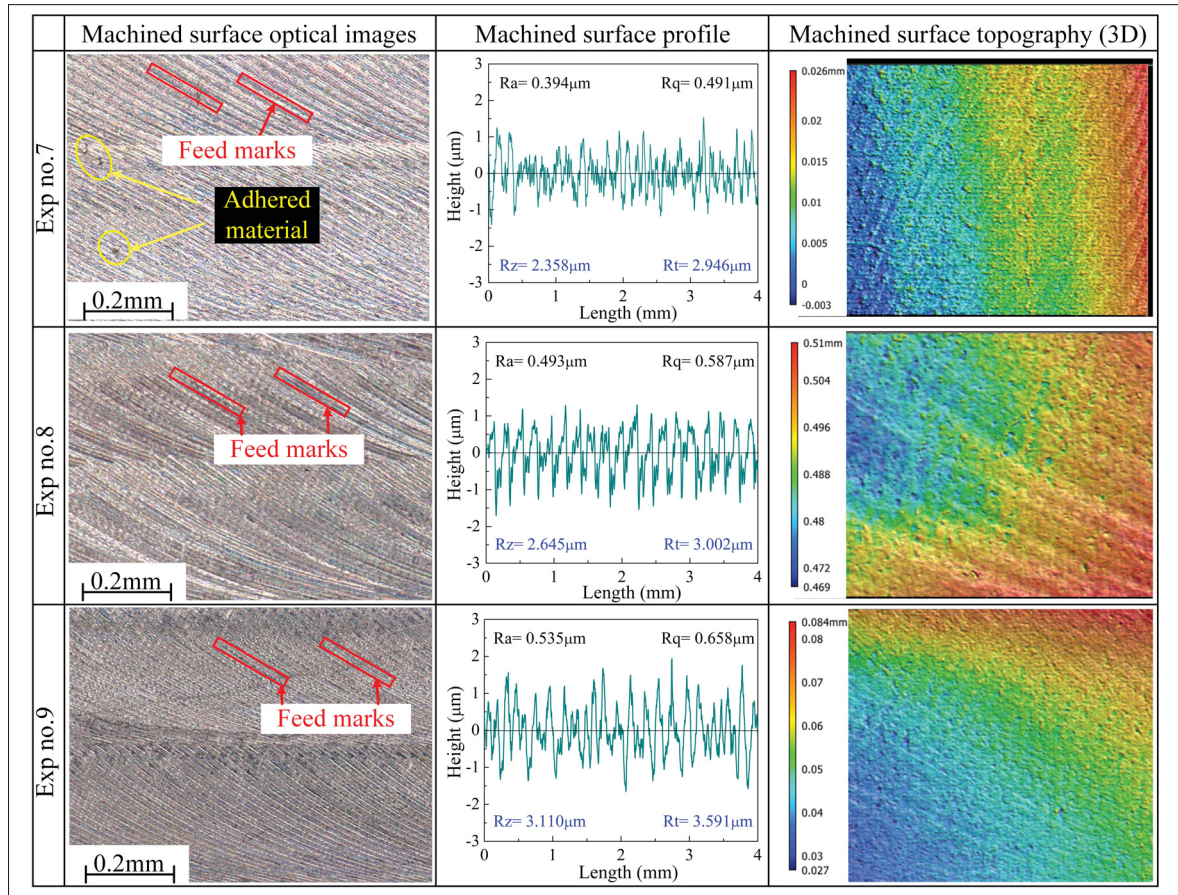 Machined surface optical images
Machined surface profile
Machined surface topography (3D)
Exp no.7
Feed marks
Adhered
material
0.2mm
Ra= 0.394μm
Rq= 0.491μm
3
2
1
0
-1
-2
-3
Height (μm)
Rz= 2.358μm
Rt= 2.946μm
0
1
2
3
4
Length (mm)
0.026mm
0.02
0.015
0.01
0.005
0
-0.003
Exp no.8
Feed marks
0.2mm
Ra= 0.493μm
Rq= 0.587μm
3
2
1
0
-1
-2
-3
Height (μm)
Rz= 2.645μm
Rt= 3.002μm
0
1
2
3
4
Length (mm)
0.51mm
0.504
0.496
0.488
0.48
0.472
0.469
Exp no.9
Feed marks
0.2mm
Ra= 0.535μm
Rq= 0.658μm
3
2
1
0
-1
-2
-3
Height (μm)
Rz= 3.110μm
Rt= 3.591μm
0
1
2
3
4
Length (mm)
0.084mm
0.08
0.07
0.06
0.05
0.04
0.03
0.027